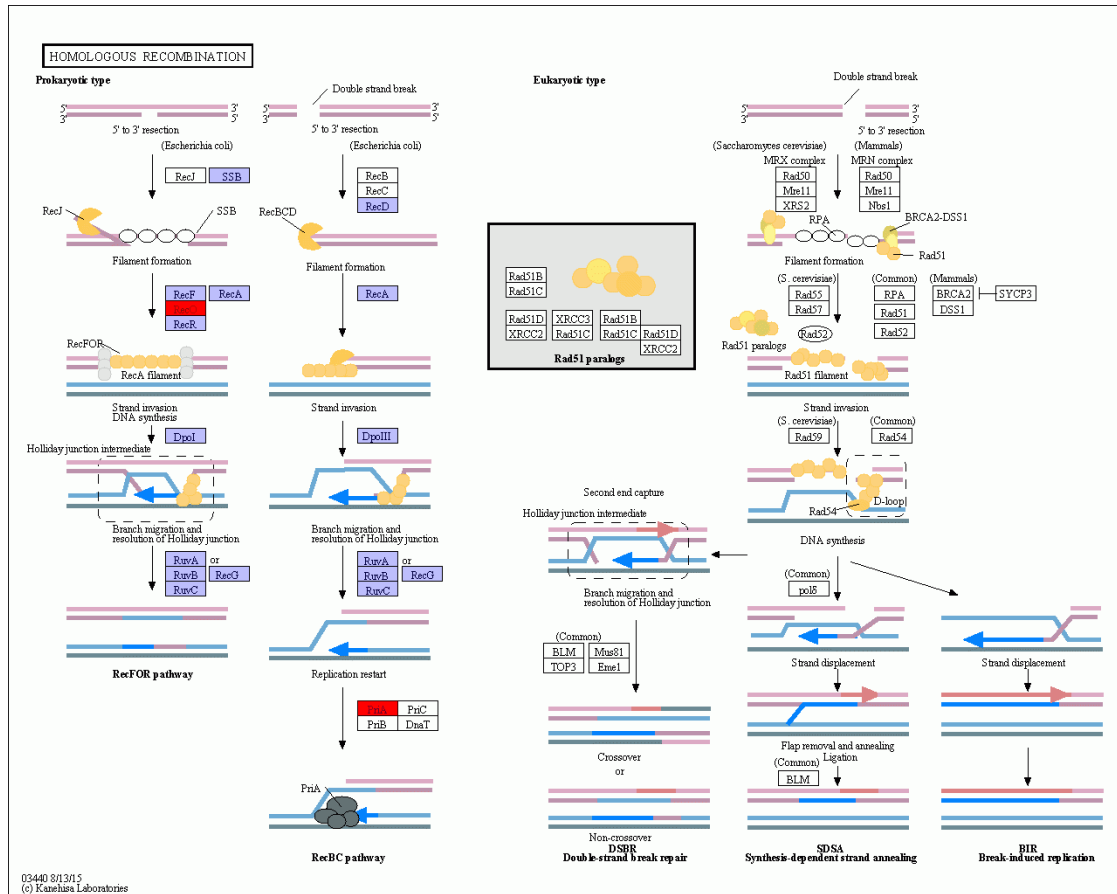 HOMOLOGOUS RECOMBINATION
Prokaryotic type
5'
3'
3'
5'
5' to 3' resection
(Escherichia coli)
RecJ
SSB
RecJ
SSB
Filament formation
RecF
RecA
RecO
RecR
RecFOR
RecA filament
Strand invasion
DNA synthesis
DpoI
Holliday junction intermediate
Branch migration and
resolution of Holliday junction
RuvA
or
RuvB
RecG
RuvC
RecFOR pathway
Double strand break
5'
3'
3'
5'
5' to 3' resection
(Escherichia coli)
RecB
RecC
RecD
RecBCD
Filament formation
RecA
Strand invasion
DpoIII
Branch migration and
resolution of Holliday junction
RuvA
or
RuvB
RecG
RuvC
Replication restart
PriA
PriC
PriB
DnaT
PriA
RecBC pathway
Rad51B
Rad51C
Rad51D
XRCC2
XRCC3
Rad51C
Rad51B
Rad51C
Rad51D
XRCC2
Rad51 paralogs
Eukaryotic type
Double strand break
5'
3'
3'
5'
5' to 3' resection
(Saccharomyces cerevisiae)
(Mammals)
MRX complex
MRN complex
Rad50
Mre11
XRS2
Rad50
Mre11
Nbs1
RPA
BRCA2-DSS1
Rad51
Filament formation
(S. cerevisiae)
(Common)
(Mammals)
Rad55
Rad57
Rad52
RPA
Rad51
Rad52
BRCA2
DSS1
SYCP3
Rad51 paralogs
Rad51 filament
Strand invasion
(S. cerevisiae)
(Common)
Rad59
Rad54
D-loop
Rad54
DNA synthesis
Second end capture
Holliday junction intermediate
Branch migration and
resolution of Holliday junction
(Common)
BLM
Mus81
TOP3
Eme1
Crossover
or
Non-crossover
DSBR
Double-strand break repair
(Common)
polδ
Strand displacement
Flap removal and annealing
Ligation
(Common)
BLM
SDSA
Synthesis-dependent strand annealing
Strand displacement
BIR
Break-induced replication
03440 8/13/15
(c) Kanehisa Laboratories